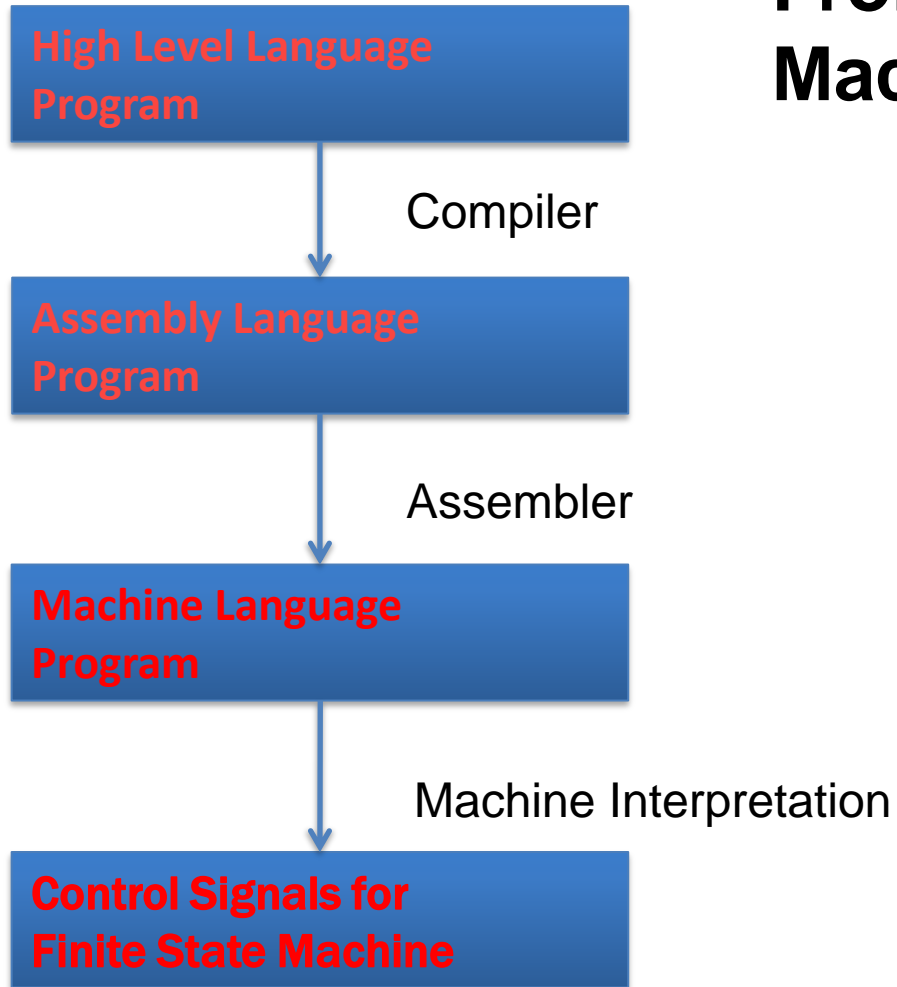 High Level Language
Program
Compiler
Assembly Language
Program
Assembler
Machine Language
Program
Machine Interpretation
Control Signals for
Finite State Machine